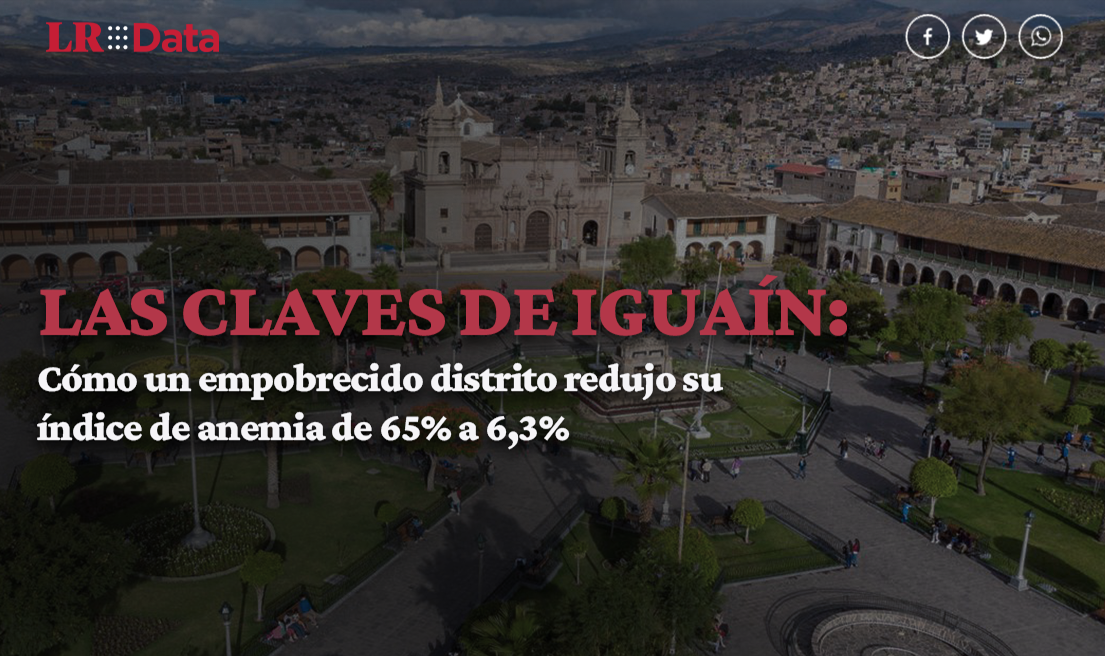 LR Data
LAS CLAVES DE IGUAÍN:
Cómo un empobrecido distrito redujo su
índice de anemia de 65% a 6,3%